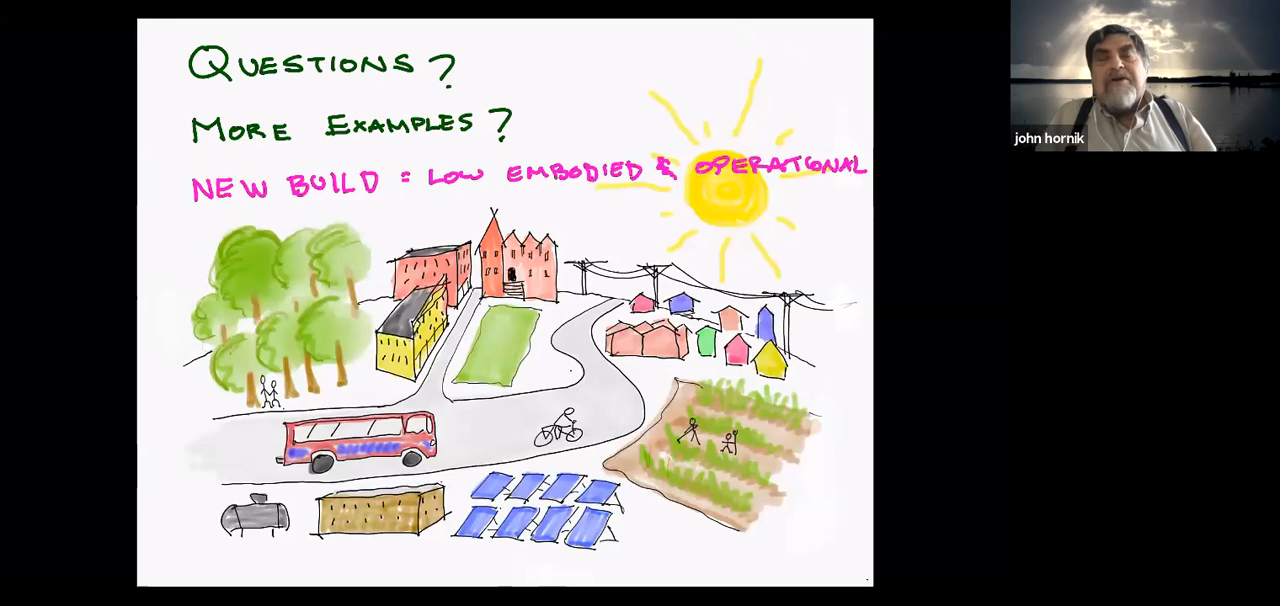 QUESTIONS?
MORE EXAMPLES?
NEW BUILD = LOW EMBODIED & OPERATIONAL
john hornik